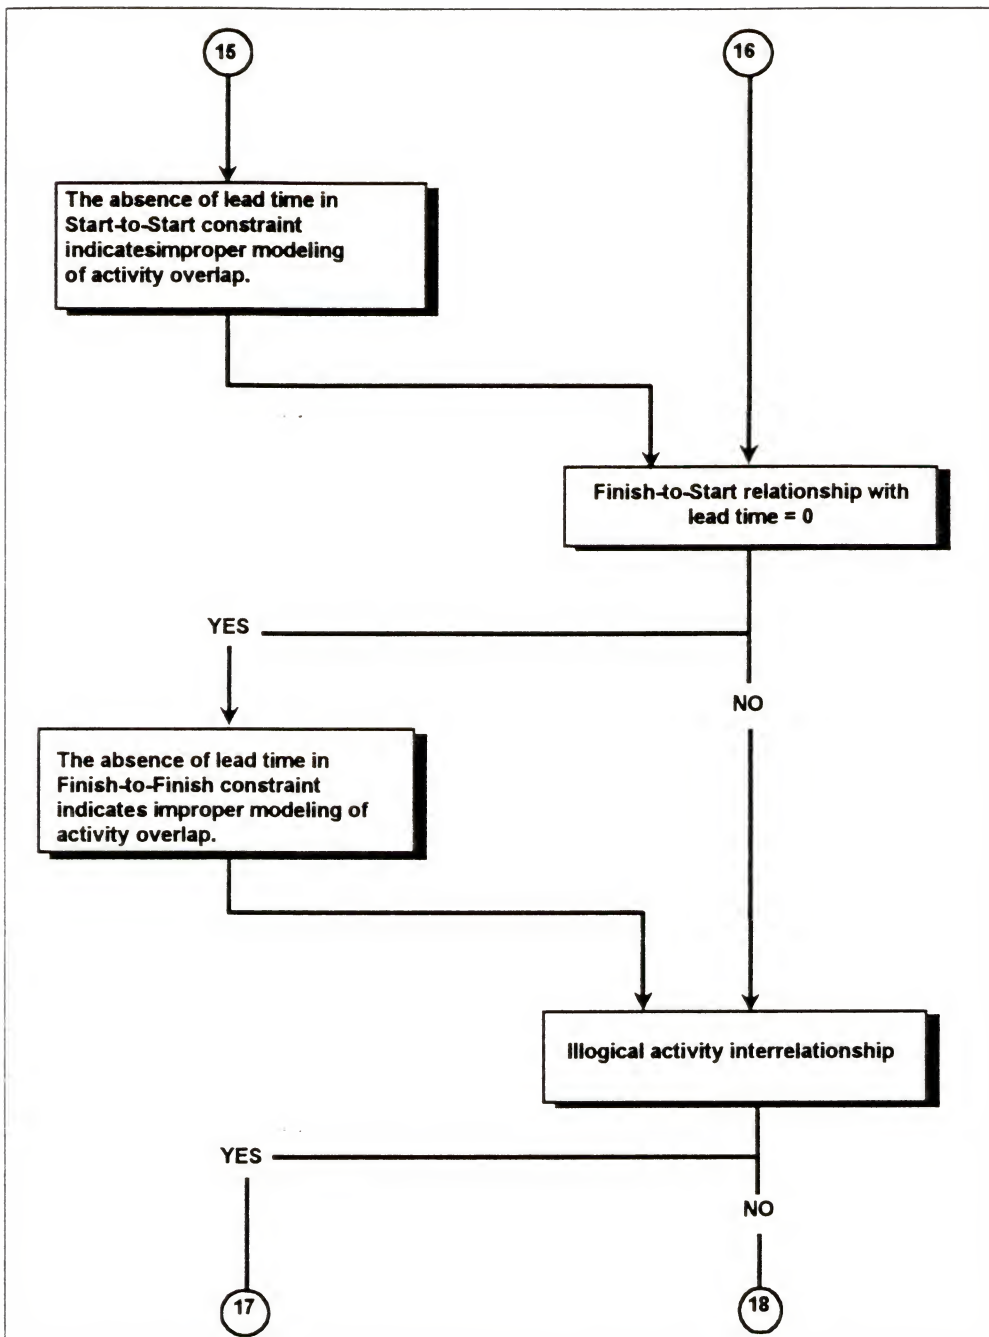 15
16
The absence of lead time in
Start-to-Start constraint
indicatesimproper modeling
of activity overlap.
Finish-to-Start relationship with
lead time = 0
YES
NO
The absence of lead time in
Finish-to-Finish constraint
indicates improper modeling of
activity overlap.
Illogical activity interrelationship
YES
NO
17
18